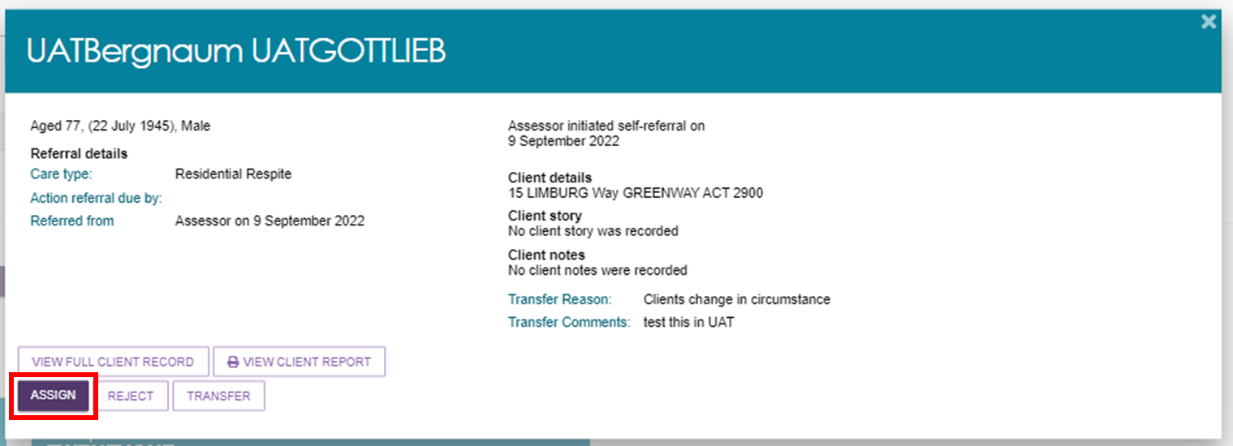 UATBergnaum UATGOTTLIEB
Aged 77, (22 July 1945), Male
Referral details
Care type: Residential Respite
Action referral due by:
Referred from Assessor on 9 September 2022
Assessor initiated self-referral on
9 September 2022
Client details
15 LIMBURG Way GREENWAY ACT 2900
Client story
No client story was recorded
Client notes
No client notes were recorded
Transfer Reason: Clients change in circumstance
Transfer Comments: test this in UAT
VIEW FULL CLIENT RECORD VIEW CLIENT REPORT
ASSIGN REJECT TRANSFER